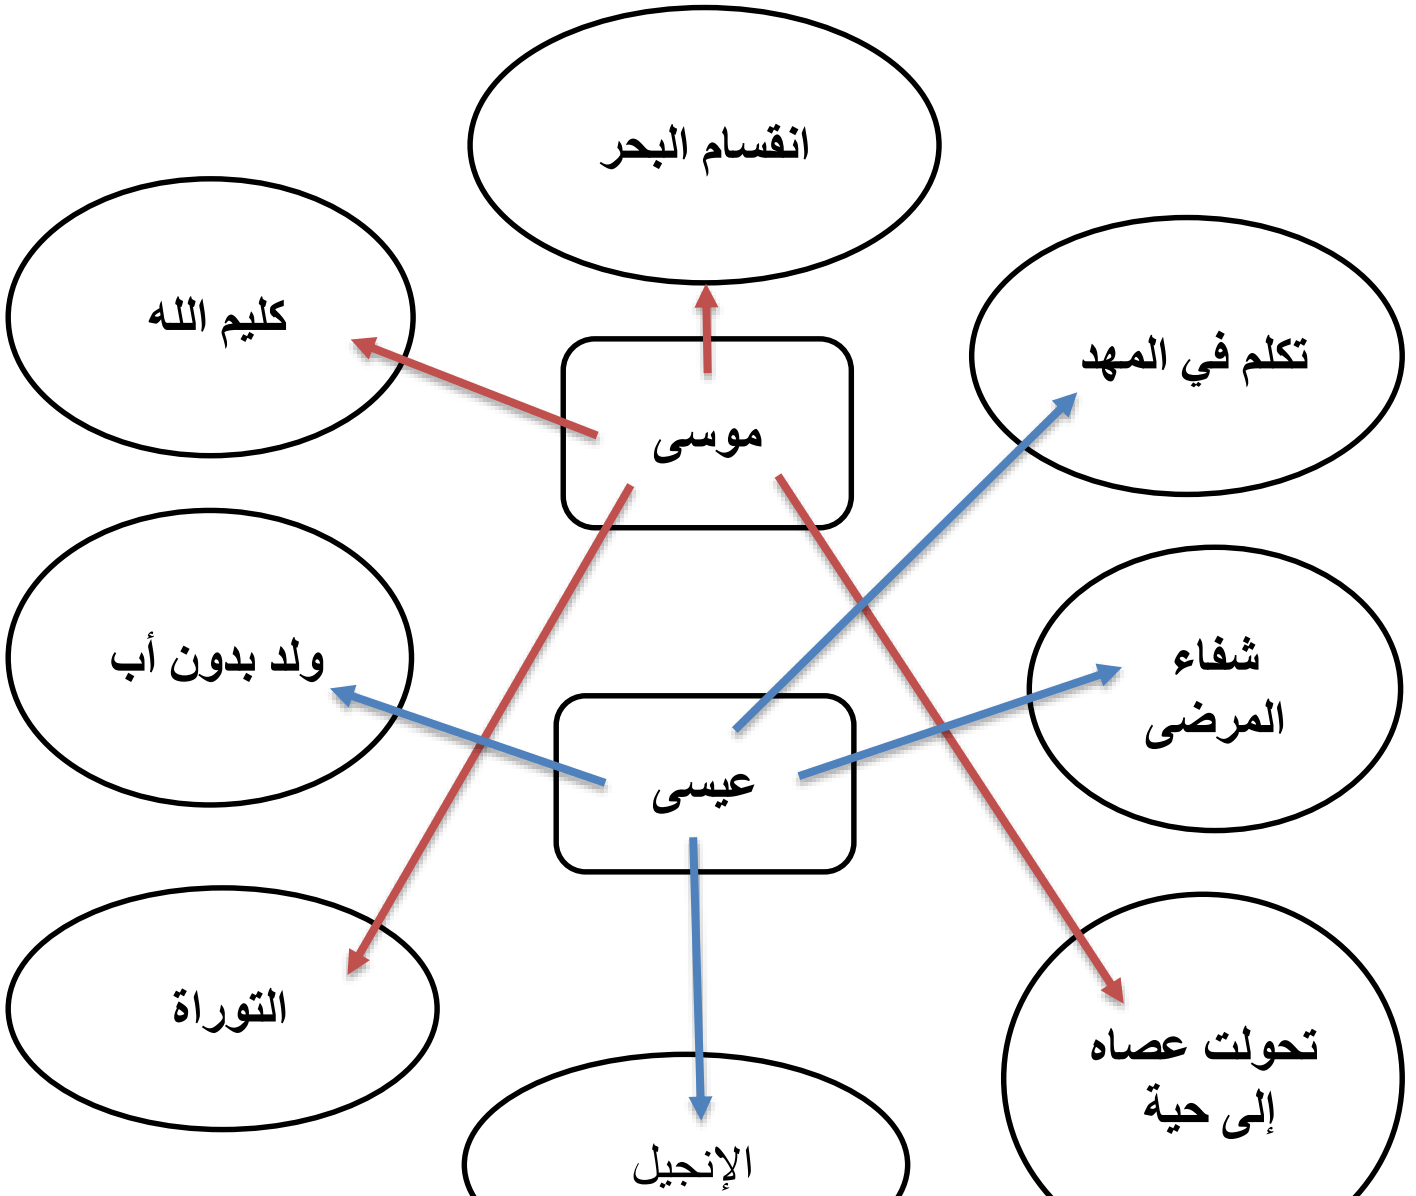 انقسام البحر
كليم الله
تكلم في المهد
موسى
ولد بدون أب
شفاء
المرضى
عيسى
التوراة
تحولت عصاه
إلى حية
الإنجيل